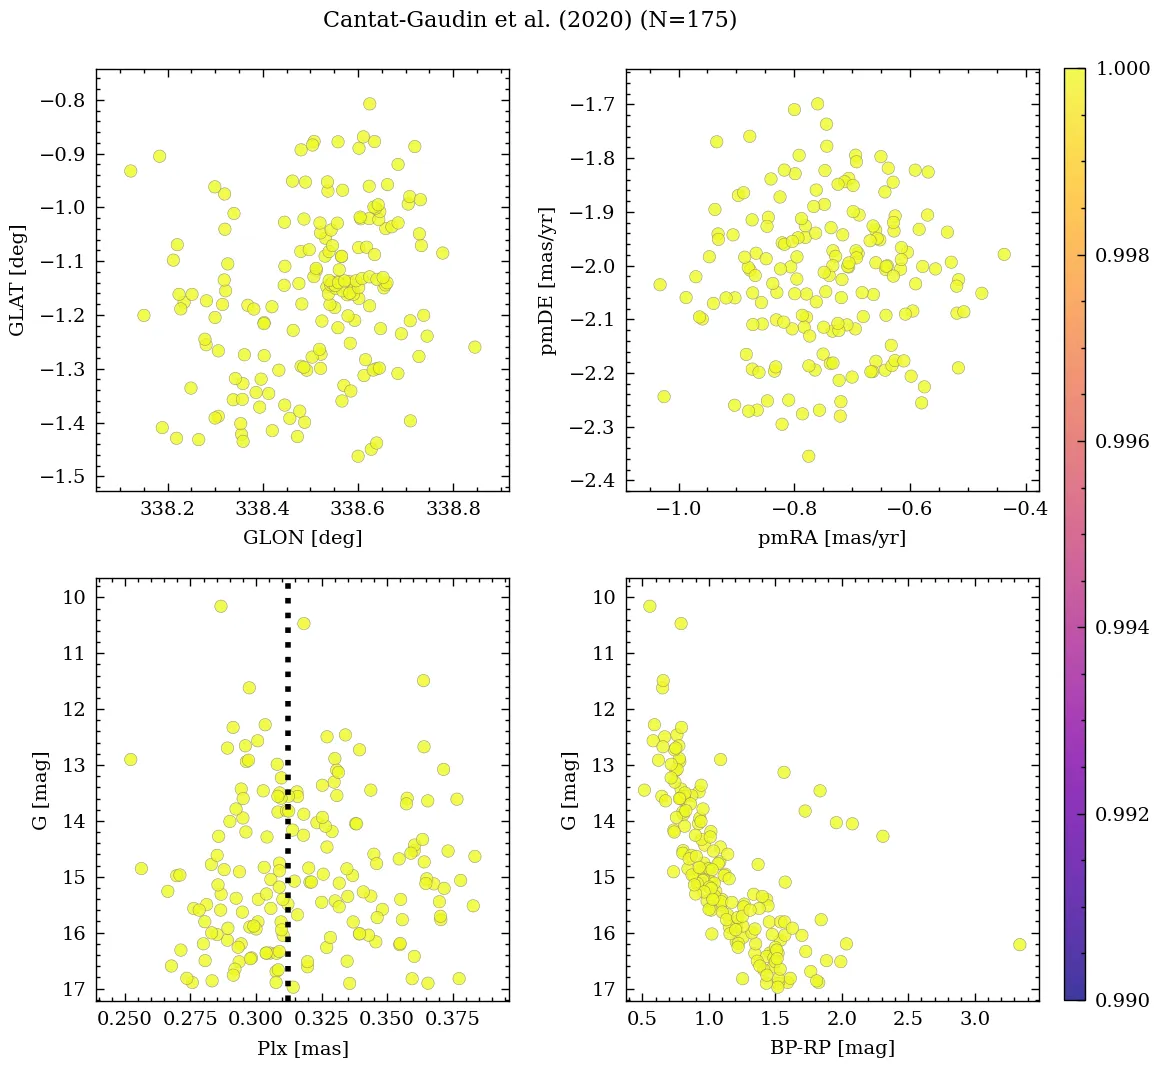 Cantat-Gaudin et al. (2020) (N=175)
−0.8
−0.9
−1.0
−1.1
−1.2
−1.3
−1.4
−1.5
GLAT [deg]
338.2 338.4 338.6 338.8
GLON [deg]
−1.7
−1.8
−1.9
−2.0
−2.1
−2.2
−2.3
−2.4
pmDE [mas/yr]
−1.0 −0.8 −0.6 −0.4
pmRA [mas/yr]
10
11
12
13
14
15
16
17
G [mag]
0.250 0.275 0.300 0.325 0.350 0.375
Plx [mas]
10
11
12
13
14
15
16
17
G [mag]
0.5 1.0 1.5 2.0 2.5 3.0
BP-RP [mag]
1.000
0.998
0.996
0.994
0.992
0.990